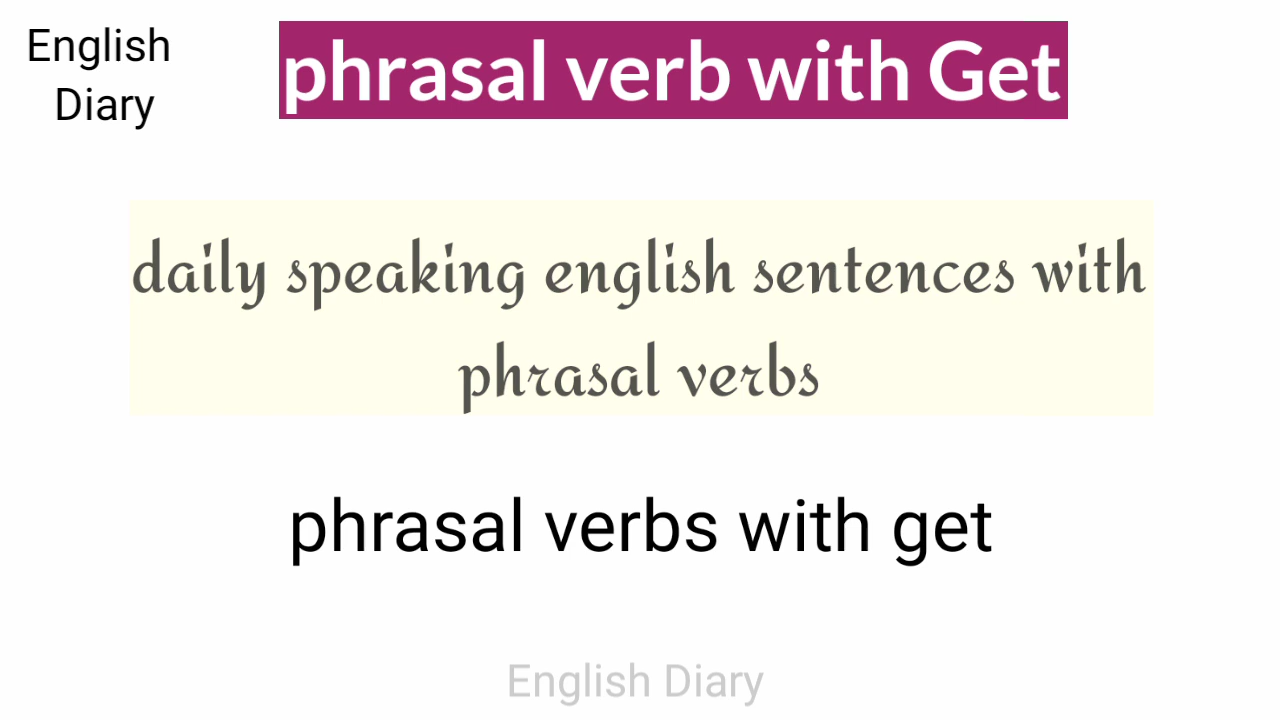 English
Diary
phrasal verb with Get
daily speaking english sentences with
phrasal verbs
phrasal verbs with get
English Diary